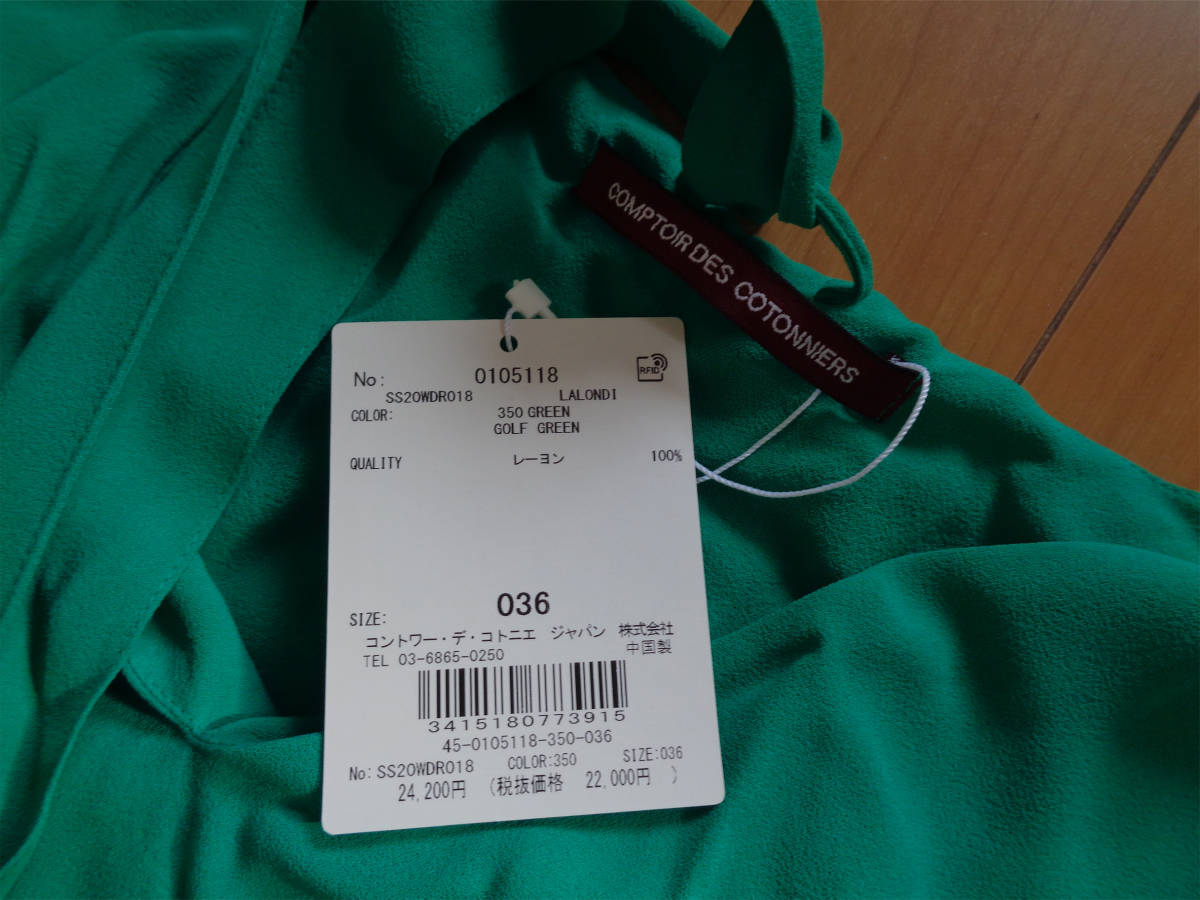 COMPTOIR DES COTONNIERS
No: 0105118 RFID
SS20WDR018 LALONDI
COLOR: 350 GREEN
GOLF GREEN
QUALITY レーヨン 100%
SIZE: 036
コントワー・デ・コトニエ ジャパン 株式会社
TEL 03-6865-0250 中国製
3415180773915
45-0105118-350-036
No: SS20WDR018 COLOR:350 SIZE:036
24,200円 (税抜価格 22,000円 )